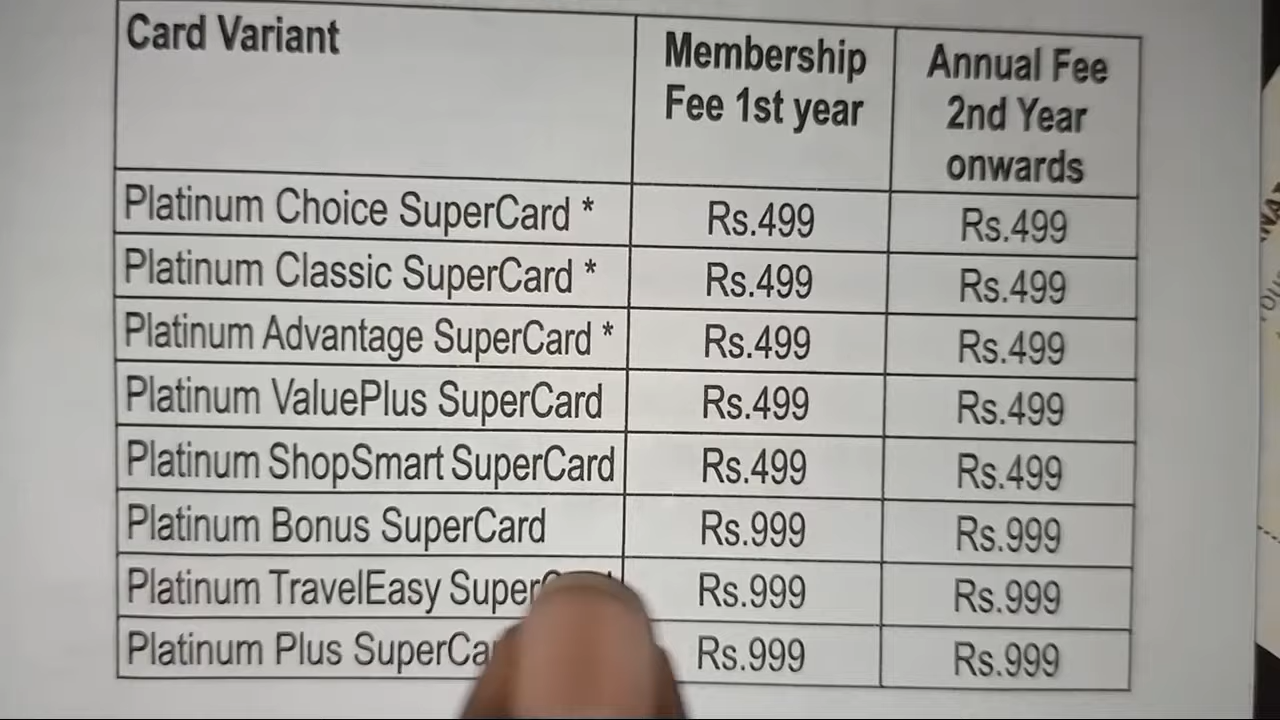 Card Variant
Membership
Fee 1st year
Annual Fee
2nd Year
onwards
Platinum Choice SuperCard * Rs.499 Rs.499
Platinum Classic SuperCard * Rs.499 Rs.499
Platinum Advantage SuperCard * Rs.499 Rs.499
Platinum ValuePlus SuperCard Rs.499 Rs.499
Platinum ShopSmart SuperCard Rs.499 Rs.499
Platinum Bonus SuperCard Rs.999 Rs.999
Platinum TravelEasy Rs.999 Rs.999
Platinum Plus Rs.999 Rs.999